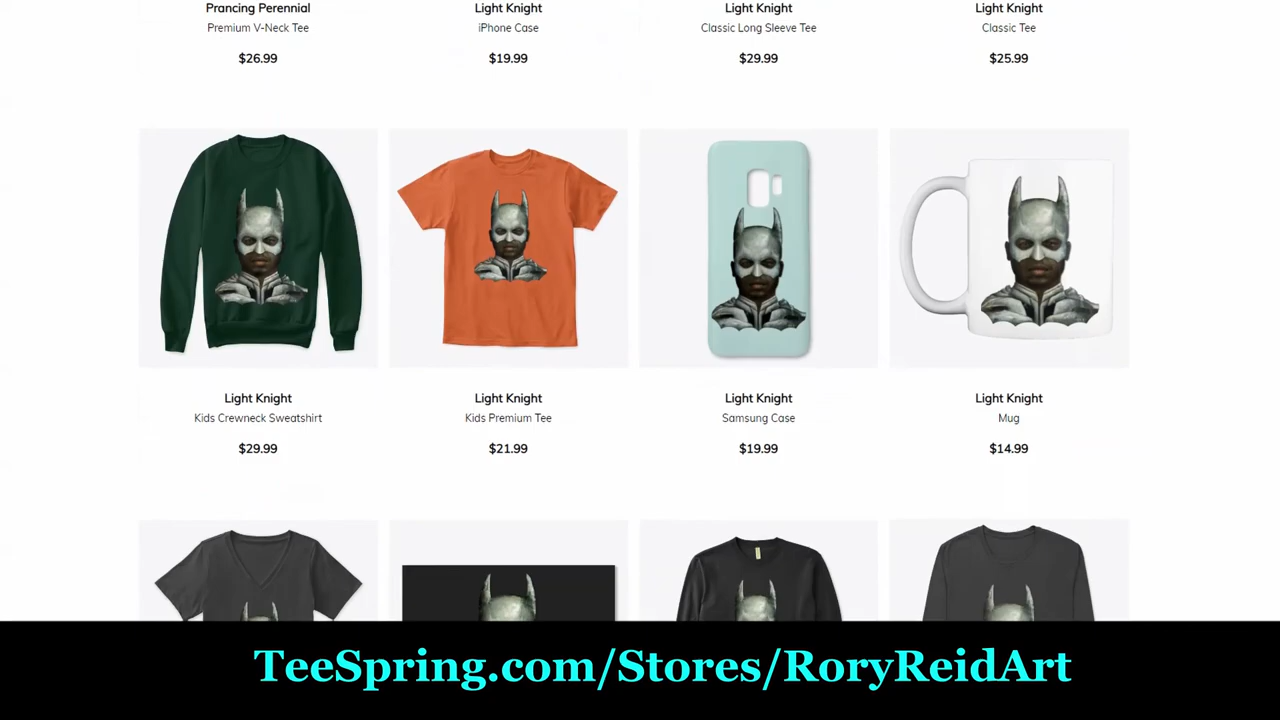 Prancing Perennial
Premium V-Neck Tee
$26.99
Light Knight
iPhone Case
$19.99
Light Knight
Classic Long Sleeve Tee
$29.99
Light Knight
Classic Tee
$25.99
Light Knight
Kids Crewneck Sweatshirt
$29.99
Light Knight
Kids Premium Tee
$21.99
Light Knight
Samsung Case
$19.99
Light Knight
Mug
$14.99
TeeSpring.com/Stores/RoryReidArt